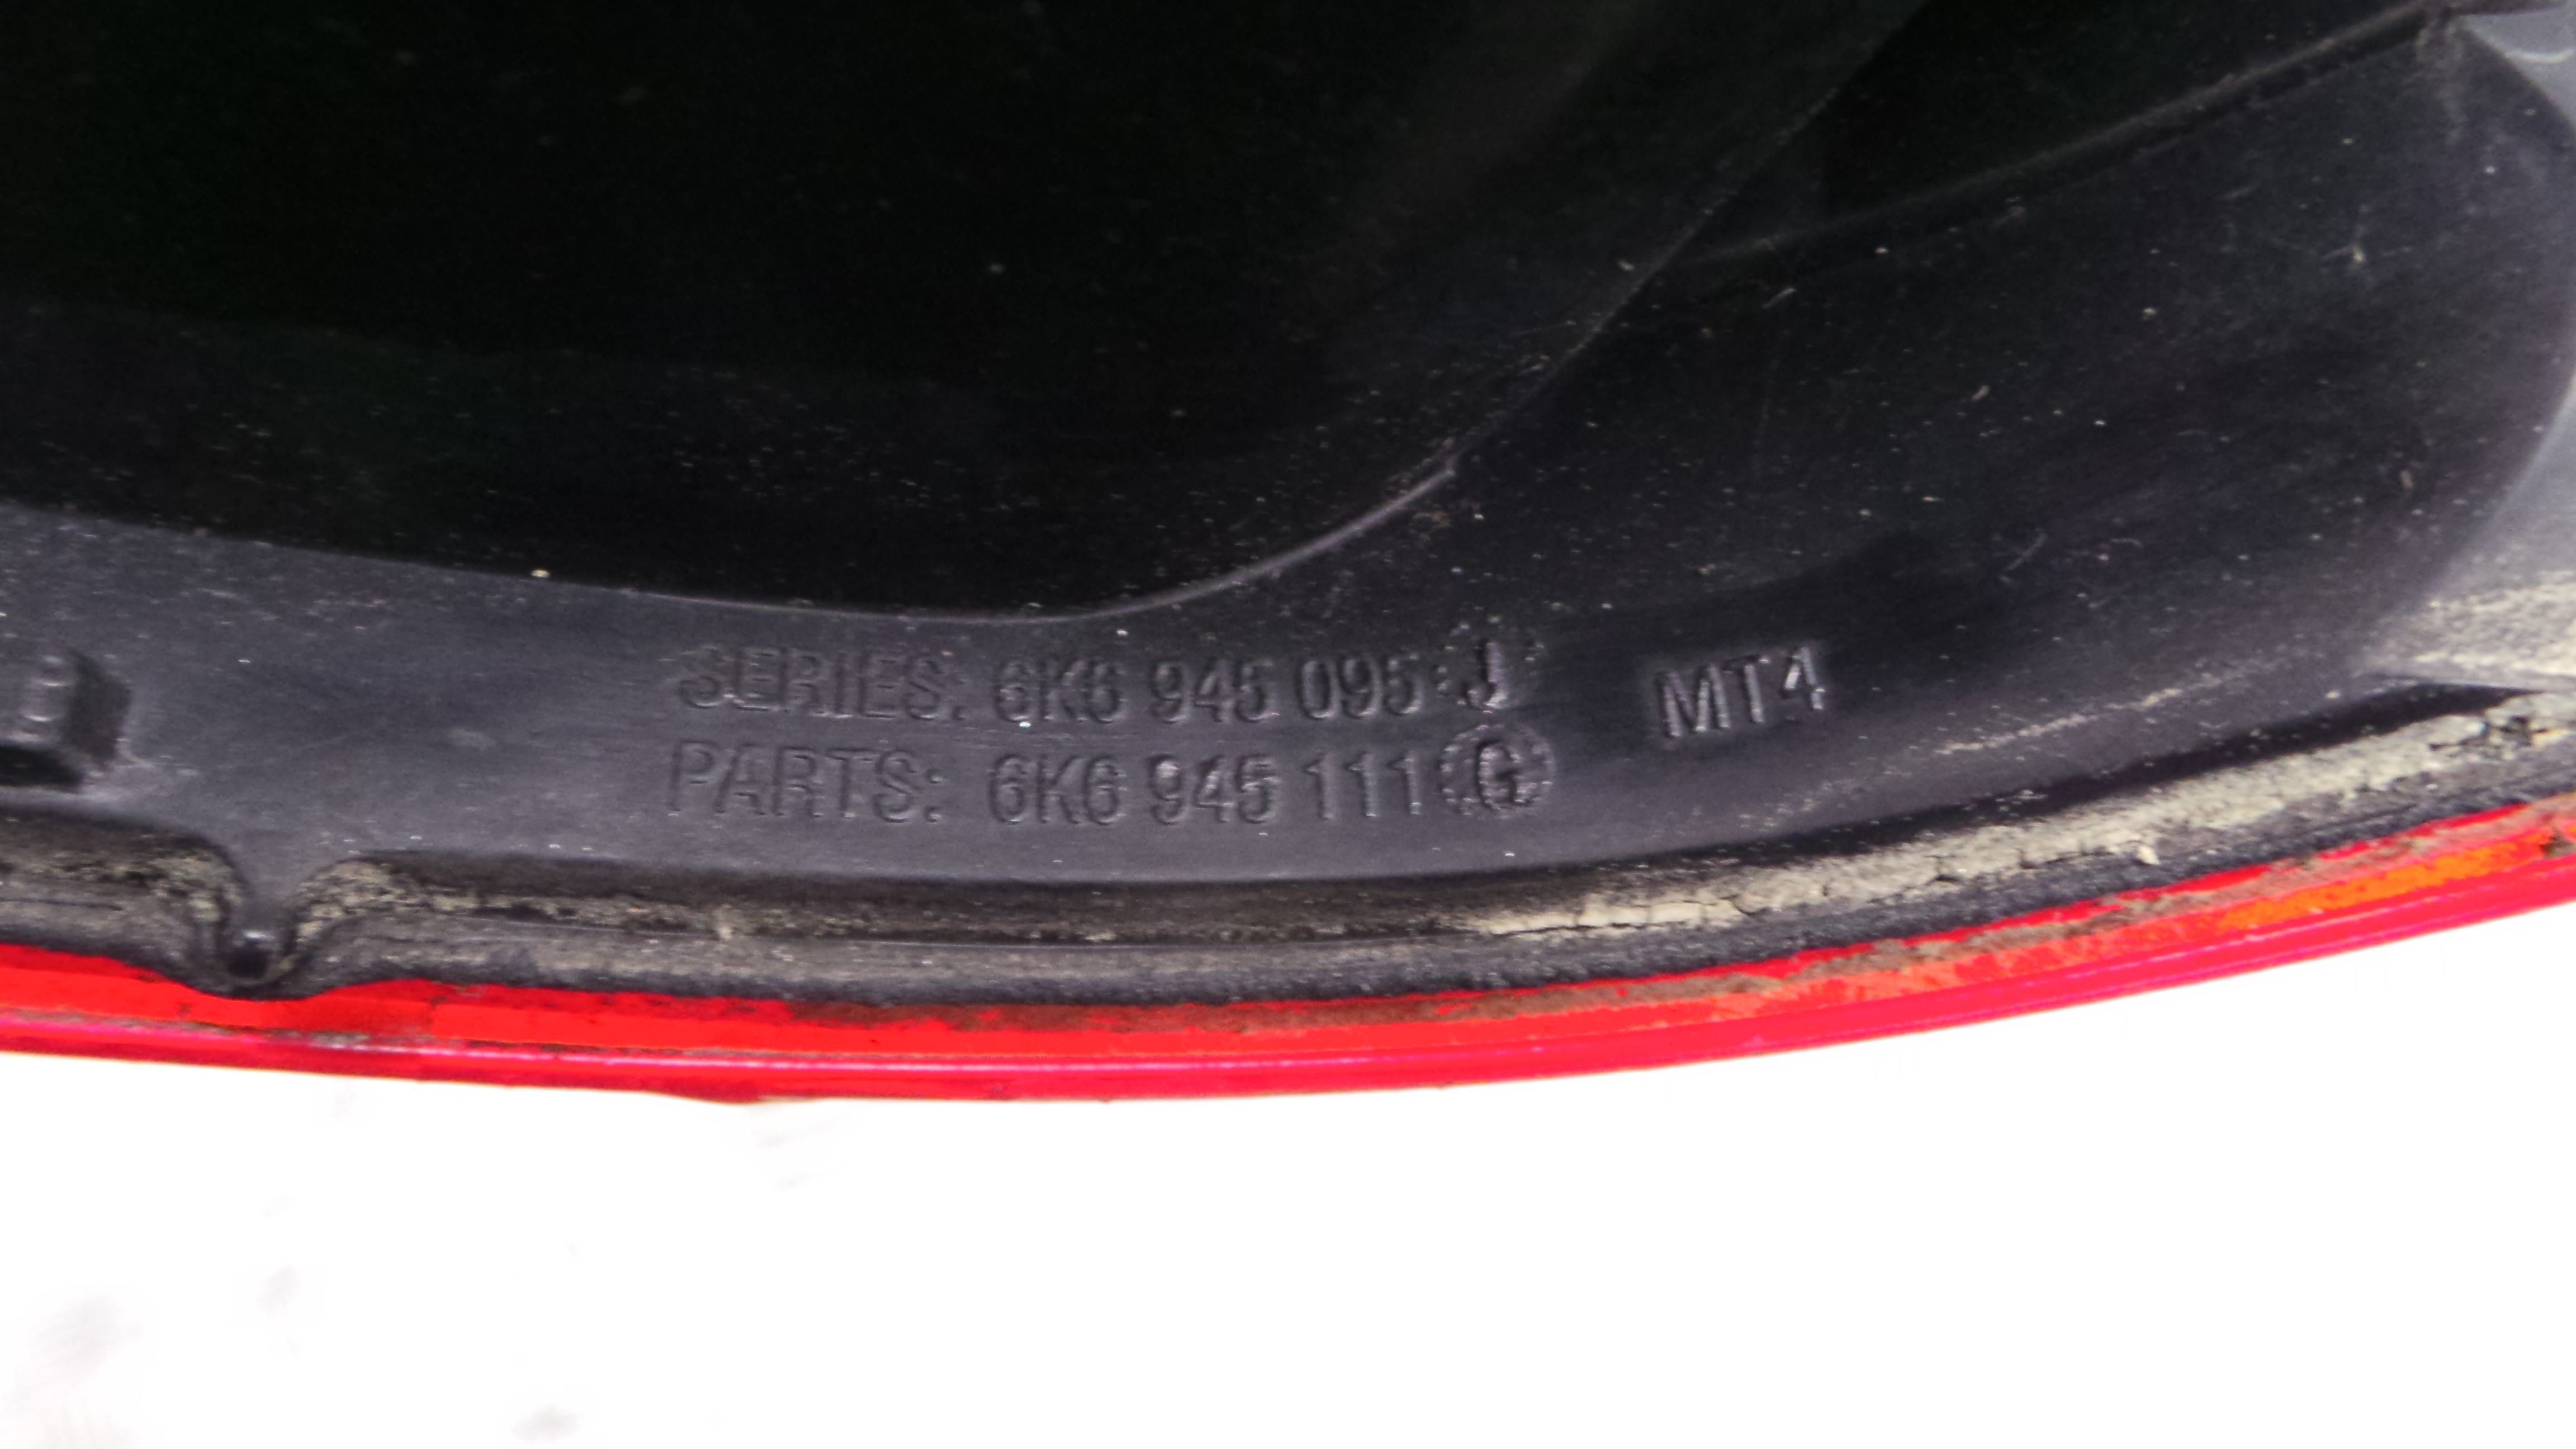 SERIES: 6K6 945 095 J MT4
PARTS: 6K6 945 111 G